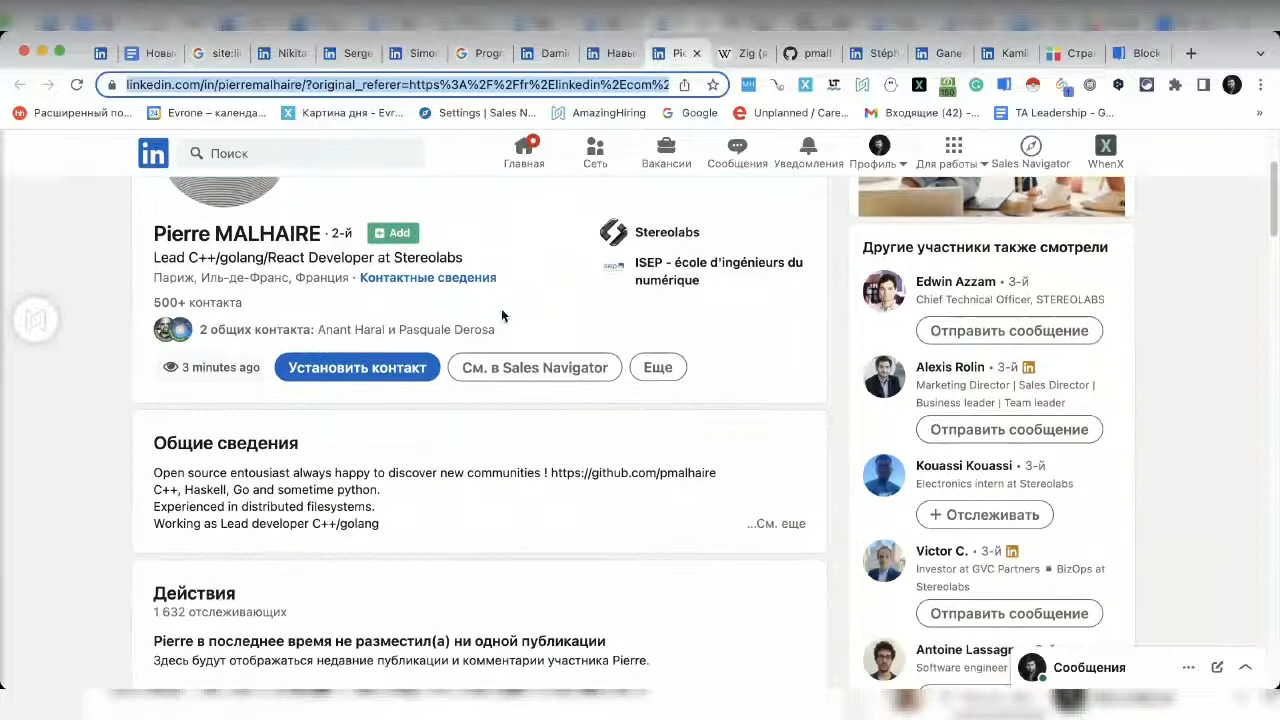 Новы
site:li
Nikita
Serge
Simo
Progr
Damie
Навы
Pie
Zig (я
pmall
Stéph
Gane
Kamil
Стра
Block
linkedin.com/in/pierremalhaire/?original_referer=https%3A%2F%2Ffr%2Elinkedin%2Ecom%2
Расширенный по...
Evrone – календа...
Картина дня - Evr...
Settings | Sales N...
AmazingHiring
Google
Unplanned / Care...
Входящие (42) -...
TA Leadership - G...
»
in
Поиск
Главная
Сеть
Вакансии
Сообщения
Уведомления
Профиль
Для работы
Sales Navigator
WhenX
Pierre MALHAIRE · 2-й
Add
Lead C++/golang/React Developer at Stereolabs
Париж, Иль-де-Франс, Франция · Контактные сведения
500+ контакта
2 общих контакта: Anant Haral и Pasquale Derosa
3 minutes ago
Установить контакт
См. в Sales Navigator
Еще
Stereolabs
ISEP - école d'ingénieurs du
numérique
Общие сведения
Open source entousiast always happy to discover new communities ! https://github.com/pmalhaire
C++, Haskell, Go and sometime python.
Experienced in distributed filesystems.
Working as Lead developer C++/golang
...См. еще
Действия
1 632 отслеживающих
Pierre в последнее время не разместил(а) ни одной публикации
Здесь будут отображаться недавние публикации и комментарии участника Pierre.
Другие участники также смотрели
Edwin Azzam • 3-й
Chief Technical Officer, STEREOLABS
Отправить сообщение
Alexis Rolin • 3-й
Marketing Director | Sales Director |
Business leader | Team leader
Отправить сообщение
Kouassi Kouassi • 3-й
Electronics intern at Stereolabs
+ Отслеживать
Victor C. • 3-й
Investor at GVC Partners ■ BizOps at
Stereolabs
Отправить сообщение
Antoine Lassagn
Software engineer
Сообщения